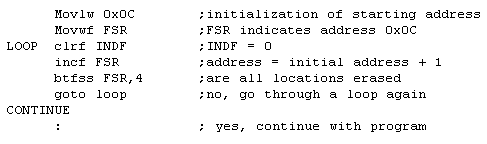 Movlw 0x0C ;initialization of starting address
Movwf FSR ;FSR indicates address 0x0C
LOOP clrf INDF ;INDF = 0
incf FSR ;address = initial address + 1
btfss FSR,4 ;are all locations erased
goto loop ;no, go through a loop again
CONTINUE
: ; yes, continue with program